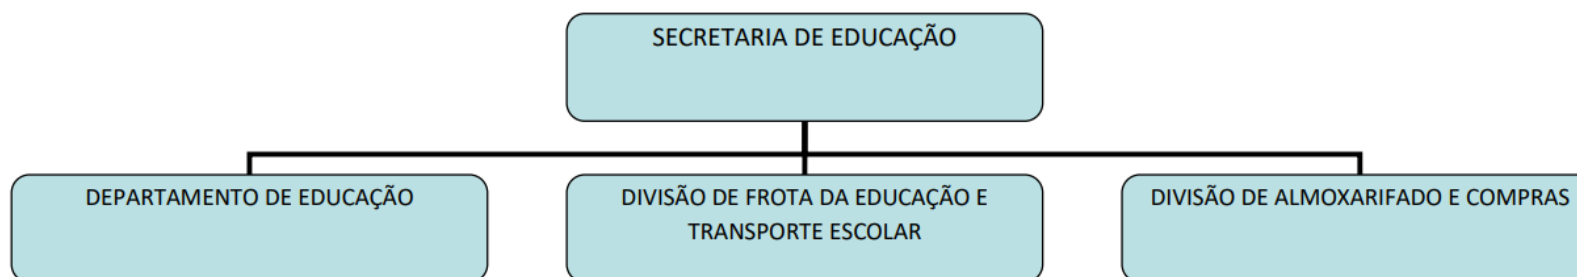 SECRETARIA DE EDUCAÇÃO
DEPARTAMENTO DE EDUCAÇÃO
DIVISÃO DE FROTA DA EDUCAÇÃO E
TRANSPORTE ESCOLAR
DIVISÃO DE ALMOXARIFADO E COMPRAS